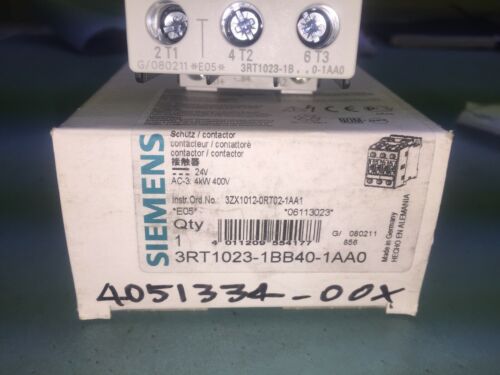 2 T1 4 T2 6 T3
G/080211 *E05* 3RT1023-1B..0-1AA0
SIEMENS
Schütz / contactor
contacteur / contattore
contactor / contactor
接触器
24V
AC-3: 4kW 400V
Instr.Ord.No.: 3ZX1012-0RT02-1AA1
*E05* *06113023*
Qty
1
4 011209 554177
G/ 080211
856
3RT1023-1BB40-1AA0
Made in Germany
HECHO EN ALEMANIA
4051334-00X